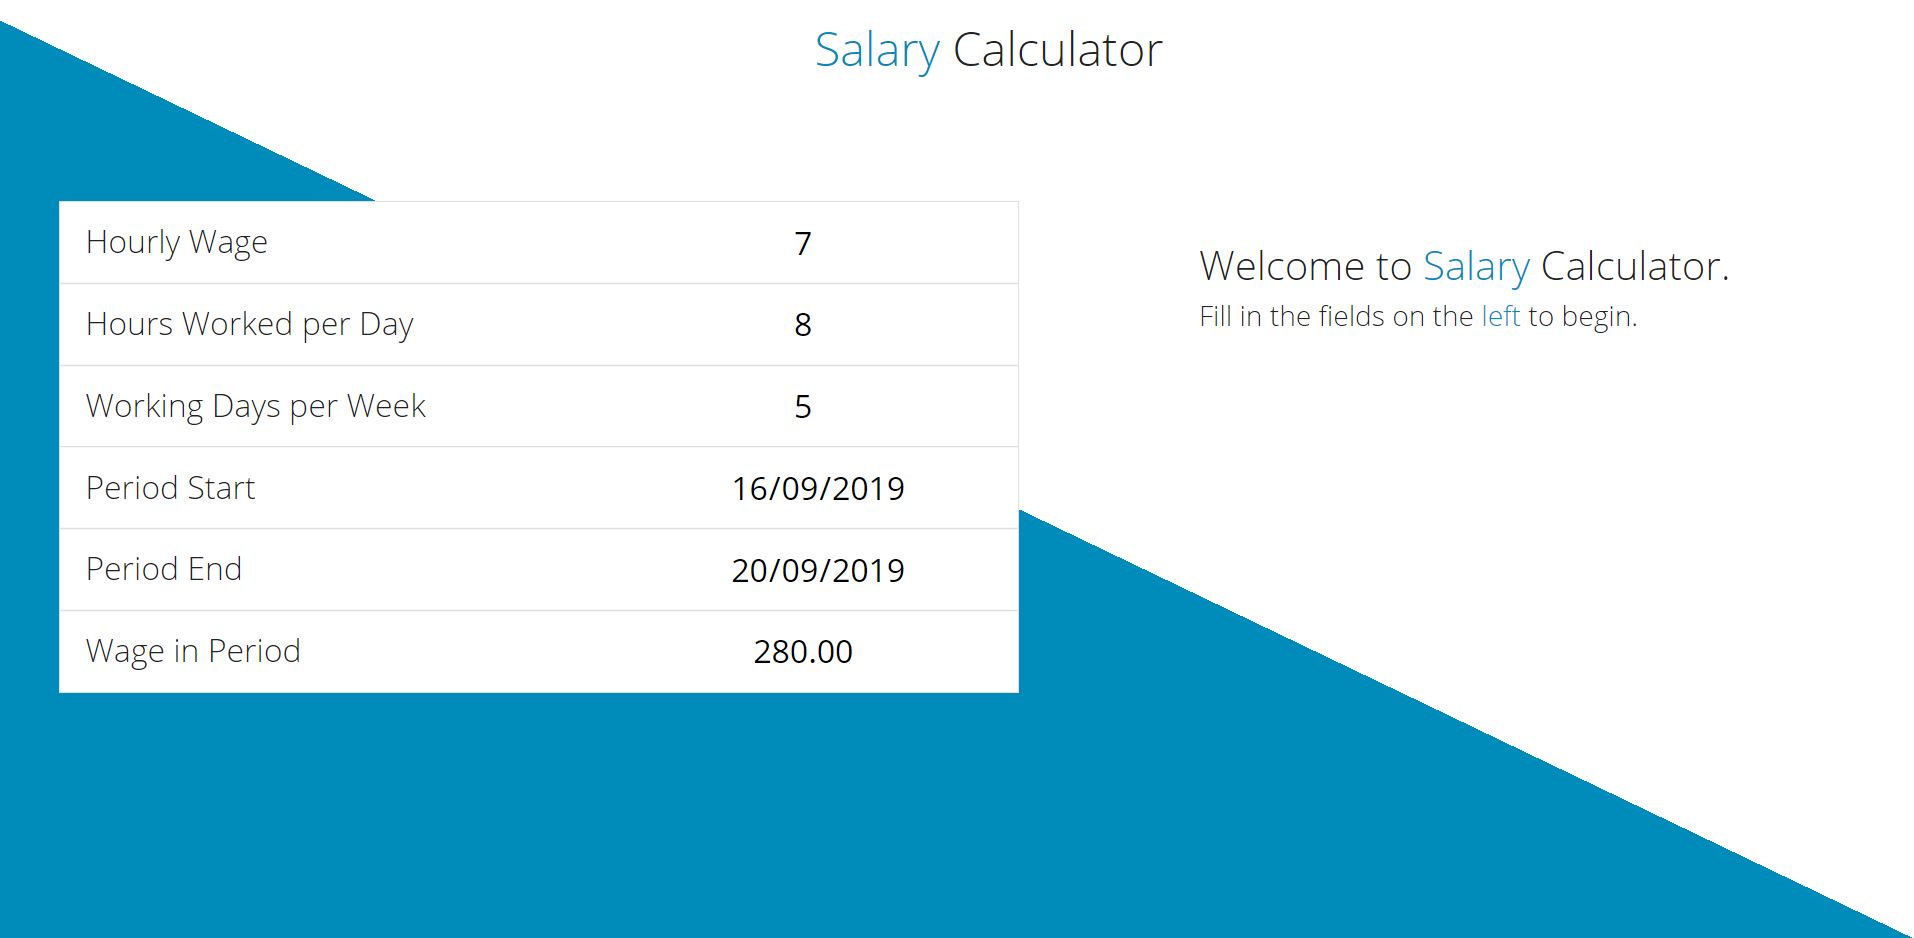 Salary Calculator
Hourly Wage 7
Hours Worked per Day 8
Working Days per Week 5
Period Start 16/09/2019
Period End 20/09/2019
Wage in Period 280.00
Welcome to Salary Calculator.
Fill in the fields on the left to begin.